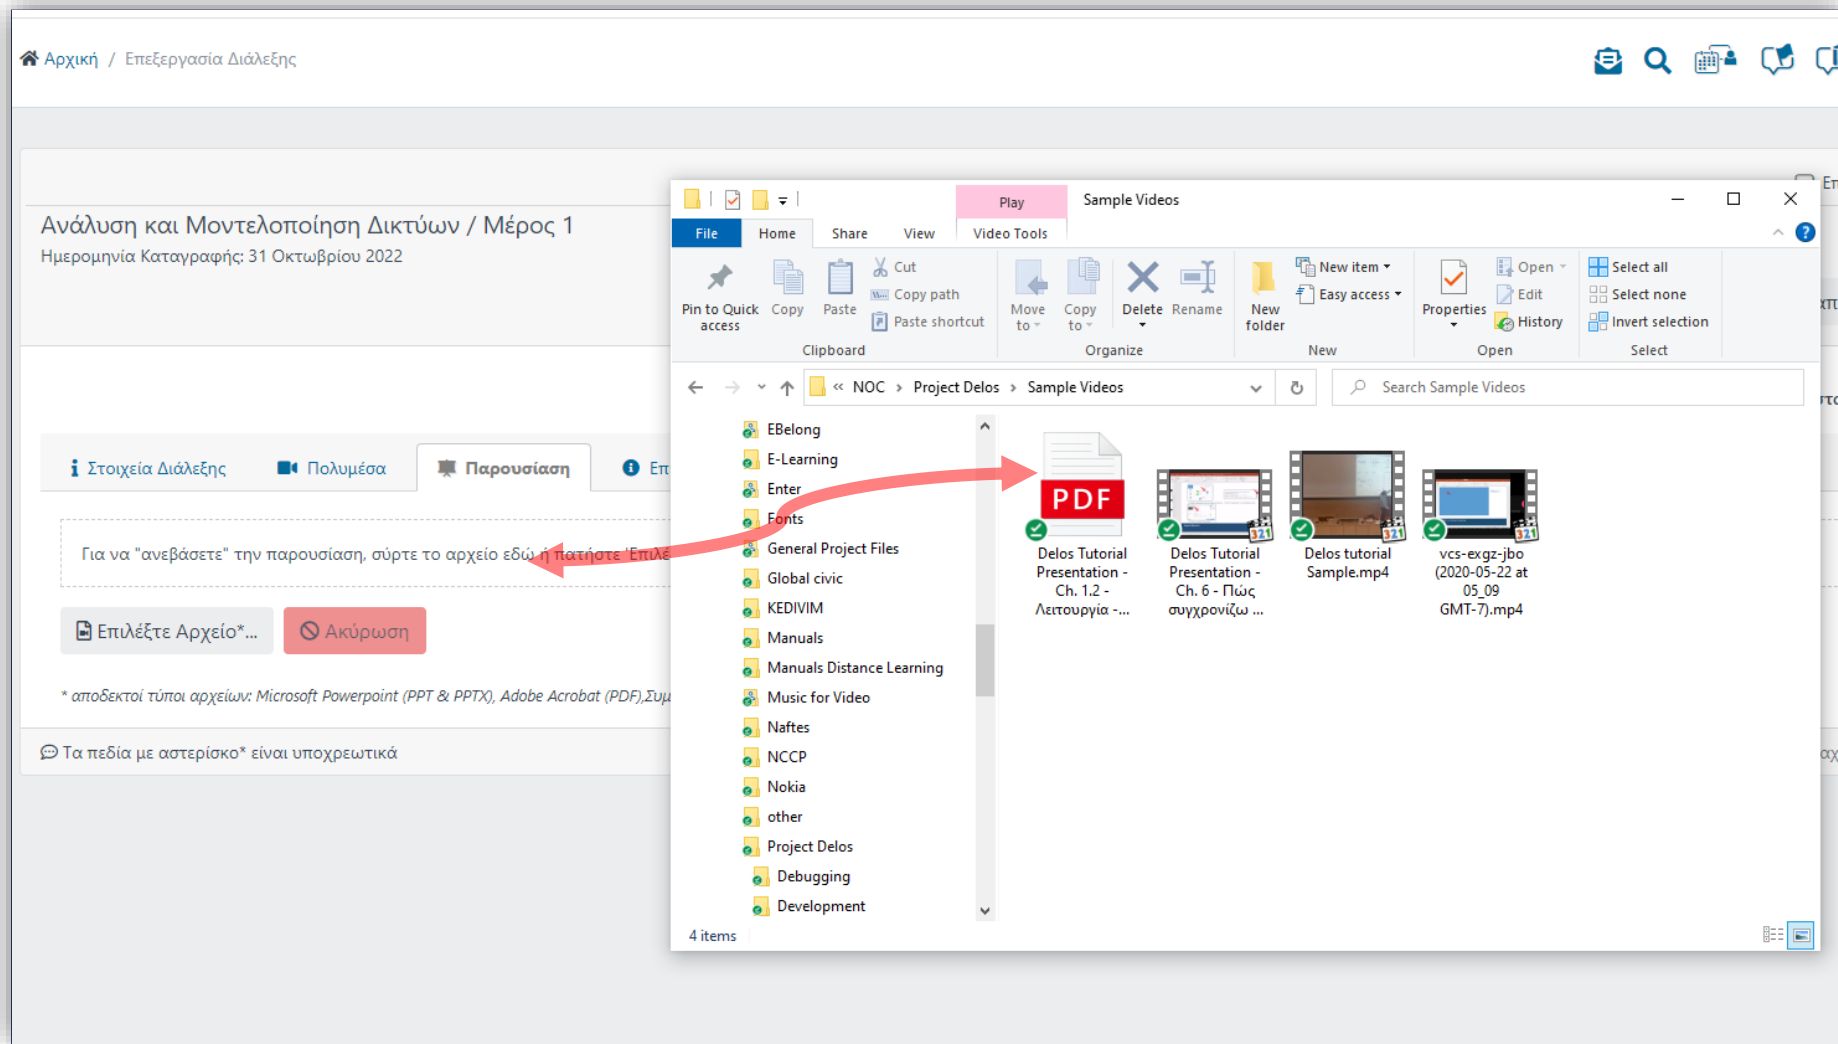 Αρχική / Επεξεργασία Διάλεξης
Ανάλυση και Μοντελοποίηση Δικτύων / Μέρος 1
Ημερομηνία Καταγραφής: 31 Οκτωβρίου 2022
Στοιχεία Διάλεξης
Πολυμέσα
Παρουσίαση
Επ
Για να "ανεβάσετε" την παρουσίαση, σύρτε το αρχείο εδώ ή πατήστε 'Επιλέ
Επιλέξτε Αρχείο*...
Ακύρωση
* αποδεκτοί τύποι αρχείων: Microsoft Powerpoint (PPT & PPTX), Adobe Acrobat (PDF),Συμ
Τα πεδία με αστερίσκο* είναι υποχρεωτικά
Play
Sample Videos
File
Home
Share
View
Video Tools
Pin to Quick
access
Copy
Paste
Cut
Copy path
Paste shortcut
Clipboard
Move
to
Copy
to
Delete
Rename
Organize
New
folder
New item
Easy access
New
Properties
Open
Edit
History
Open
Select all
Select none
Invert selection
Select
« NOC > Project Delos > Sample Videos
Search Sample Videos
EBelong
E-Learning
Enter
Fonts
General Project Files
Global civic
KEDIVIM
Manuals
Manuals Distance Learning
Music for Video
Naftes
NCCP
Nokia
other
Project Delos
Debugging
Development
PDF
Delos Tutorial
Presentation -
Ch. 1.2 -
Λειτουργία -...
321
Delos Tutorial
Presentation -
Ch. 6 - Πώς
συγχρονίζω ...
321
Delos tutorial
Sample.mp4
321
vcs-exgz-jbo
(2020-05-22 at
05_09
GMT-7).mp4
4 items